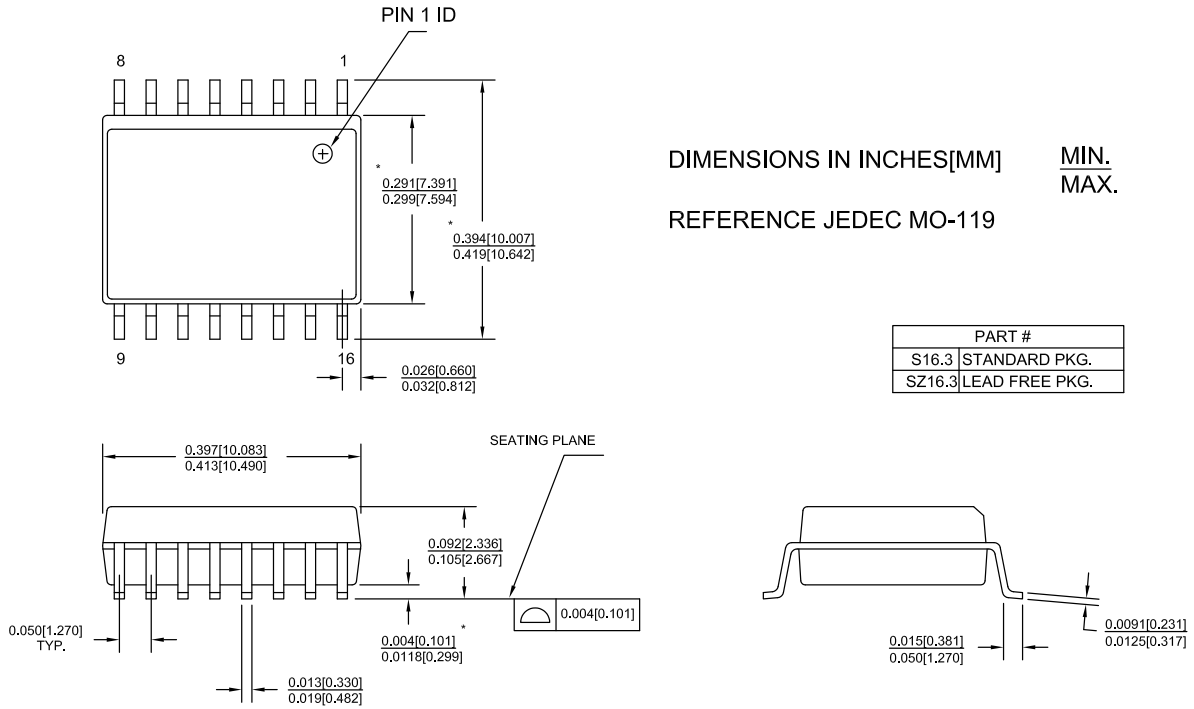 PIN 1 ID
8
1
*
0.291[7.391]
0.299[7.594]
*
0.394[10.007]
0.419[10.642]
DIMENSIONS IN INCHES[MM]
MIN.
MAX.
REFERENCE JEDEC MO-119
9
16
0.026[0.660]
0.032[0.812]
PART #
S16.3 STANDARD PKG.
SZ16.3 LEAD FREE PKG.
0.397[10.083]
0.413[10.490]
SEATING PLANE
0.092[2.336]
0.105[2.667]
0.004[0.101]
0.050[1.270]
TYP.
*
0.004[0.101]
0.0118[0.299]
0.013[0.330]
0.019[0.482]
0.015[0.381]
0.050[1.270]
0.0091[0.231]
0.0125[0.317]